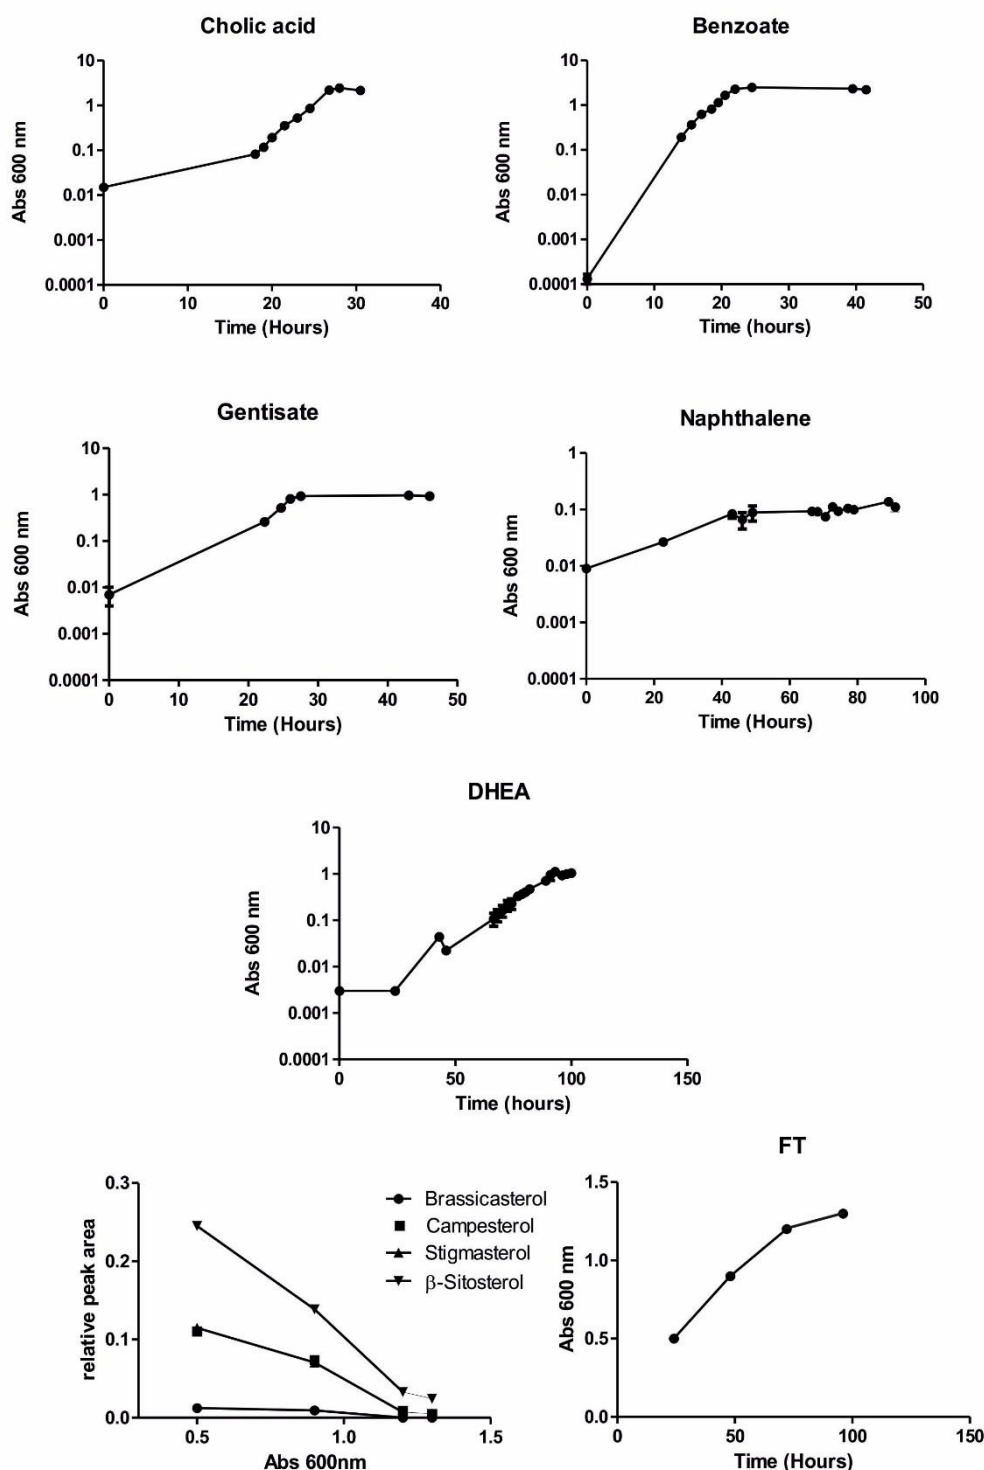 Cholic acid
10
1
0.1
0.01
0.001
0.0001
0 10 20 30 40
Abs 600 nm
Time (Hours)
Benzoate
10
1
0.1
0.01
0.001
0.0001
0 10 20 30 40 50
Abs 600 nm
Time (hours)
Gentisate
10
1
0.1
0.01
0.001
0.0001
0 10 20 30 40 50
Abs 600 nm
Time (Hours)
Naphthalene
1
0.1
0.01
0.001
0.0001
0 20 40 60 80 100
Abs 600 nm
Time (Hours)
DHEA
10
1
0.1
0.01
0.001
0.0001
0 50 100 150
Abs 600 nm
Time (hours)
0.3
0.2
0.1
0.0
0.5 1.0 1.5
relative peak area
Abs 600nm
Brassicasterol
Campesterol
Stigmasterol
β-Sitosterol
FT
1.5
1.0
0.5
0.0
0 50 100 150
Abs 600 nm
Time (Hours)